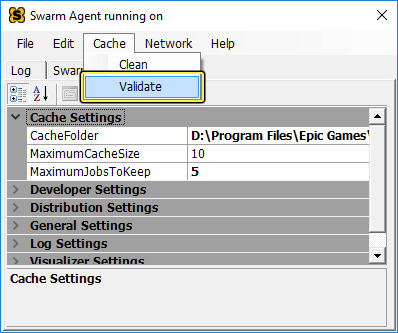 Swarm Agent running on
File Edit Cache Network Help
Clean
Log Swarm
Validate
Cache Settings
CacheFolder D:\Program Files\Epic Games\
MaximumCacheSize 10
MaximumJobsToKeep 5
Developer Settings
Distribution Settings
General Settings
Log Settings
Visualizer Settings
Cache Settings